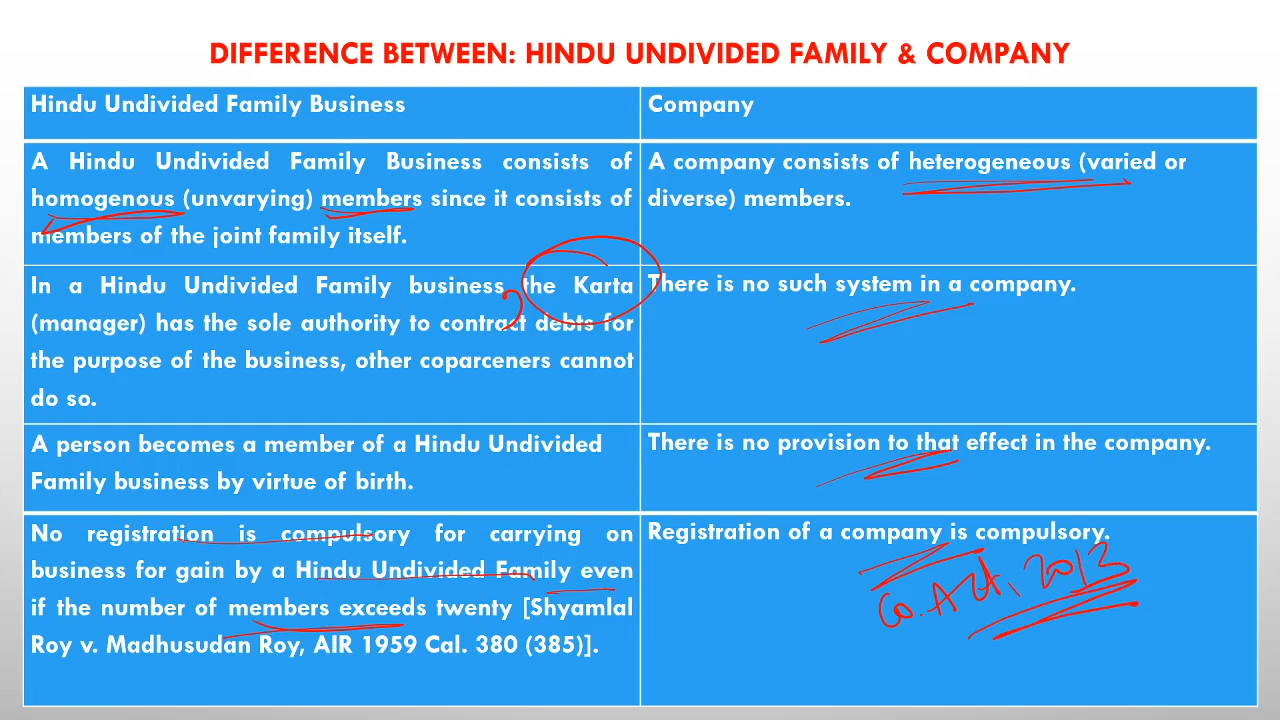 DIFFERENCE BETWEEN: HINDU UNDIVIDED FAMILY & COMPANY
Hindu Undivided Family Business
Company
A Hindu Undivided Family Business consists of
homogenous (unvarying) members since it consists of
members of the joint family itself.
A company consists of heterogeneous (varied or
diverse) members.
In a Hindu Undivided Family business the Karta
(manager) has the sole authority to contract debts for
the purpose of the business, other coparceners cannot
do so.
There is no such system in a company.
A person becomes a member of a Hindu Undivided
Family business by virtue of birth.
There is no provision to that effect in the company.
No registration is compulsory for carrying on
business for gain by a Hindu Undivided Family even
if the number of members exceeds twenty [Shyamlal
Roy v. Madhusudan Roy, AIR 1959 Cal. 380 (385)].
Registration of a company is compulsory.
Co. Act, 2013